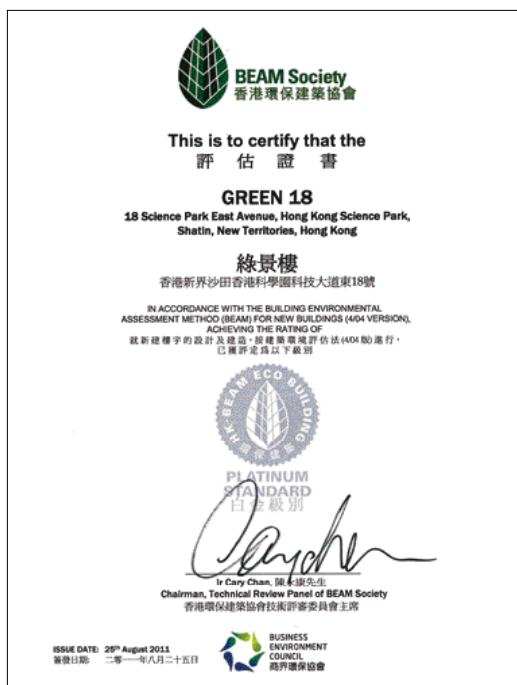 BEAM Society
香港環保建築協會
This is to certify that the
評估證書
GREEN 18
18 Science Park East Avenue, Hong Kong Science Park,
Shatin, New Territories, Hong Kong
綠景樓
香港新界沙田香港科學園科技大道東18號
IN ACCORDANCE WITH THE BUILDING ENVIRONMENTAL
ASSESSMENT METHOD (BEAM) FOR NEW BUILDINGS (4/04 VERSION),
ACHIEVING THE RATING OF
就新建樓宇的設計及建造，按建築環境評估法(4/04版)進行，
已獲評定為以下級別
HK-BEAM ECO BUILDING
環保建築
PLATINUM
STANDARD
白金級別
Ir Cary Chan, 陳永康先生
Chairman, Technical Review Panel of BEAM Society
香港環保建築協會技術評審委員會主席
ISSUE DATE: 25th August 2011
簽發日期: 二零一一年八月二十五日
BUSINESS
ENVIRONMENT
COUNCIL
商界環保協會